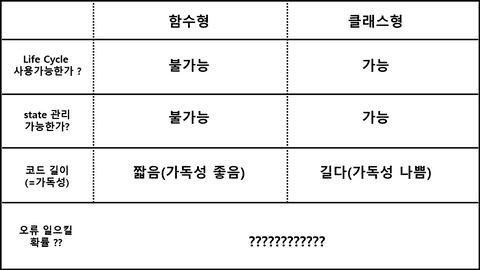 함수형 클래스형
Life Cycle
사용가능한가 ?
불가능 가능
state 관리
가능한가?
불가능 가능
코드 길이
(=가독성)
짧음(가독성 좋음) 길다(가독성 나쁨)
오류 일으킬
확률 ??
????????????